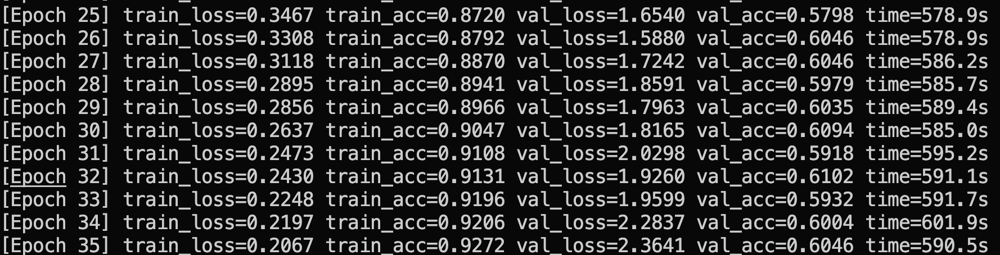 [Epoch 25] train_loss=0.3467 train_acc=0.8720 val_loss=1.6540 val_acc=0.5798 time=578.9s
[Epoch 26] train_loss=0.3308 train_acc=0.8792 val_loss=1.5880 val_acc=0.6046 time=578.9s
[Epoch 27] train_loss=0.3118 train_acc=0.8870 val_loss=1.7242 val_acc=0.6046 time=586.2s
[Epoch 28] train_loss=0.2895 train_acc=0.8941 val_loss=1.8591 val_acc=0.5979 time=585.7s
[Epoch 29] train_loss=0.2856 train_acc=0.8966 val_loss=1.7963 val_acc=0.6035 time=589.4s
[Epoch 30] train_loss=0.2637 train_acc=0.9047 val_loss=1.8165 val_acc=0.6094 time=585.0s
[Epoch 31] train_loss=0.2473 train_acc=0.9108 val_loss=2.0298 val_acc=0.5918 time=595.2s
[Epoch 32] train_loss=0.2430 train_acc=0.9131 val_loss=1.9260 val_acc=0.6102 time=591.1s
[Epoch 33] train_loss=0.2248 train_acc=0.9196 val_loss=1.9599 val_acc=0.5932 time=591.7s
[Epoch 34] train_loss=0.2197 train_acc=0.9206 val_loss=2.2837 val_acc=0.6004 time=601.9s
[Epoch 35] train_loss=0.2067 train_acc=0.9272 val_loss=2.3641 val_acc=0.6046 time=590.5s